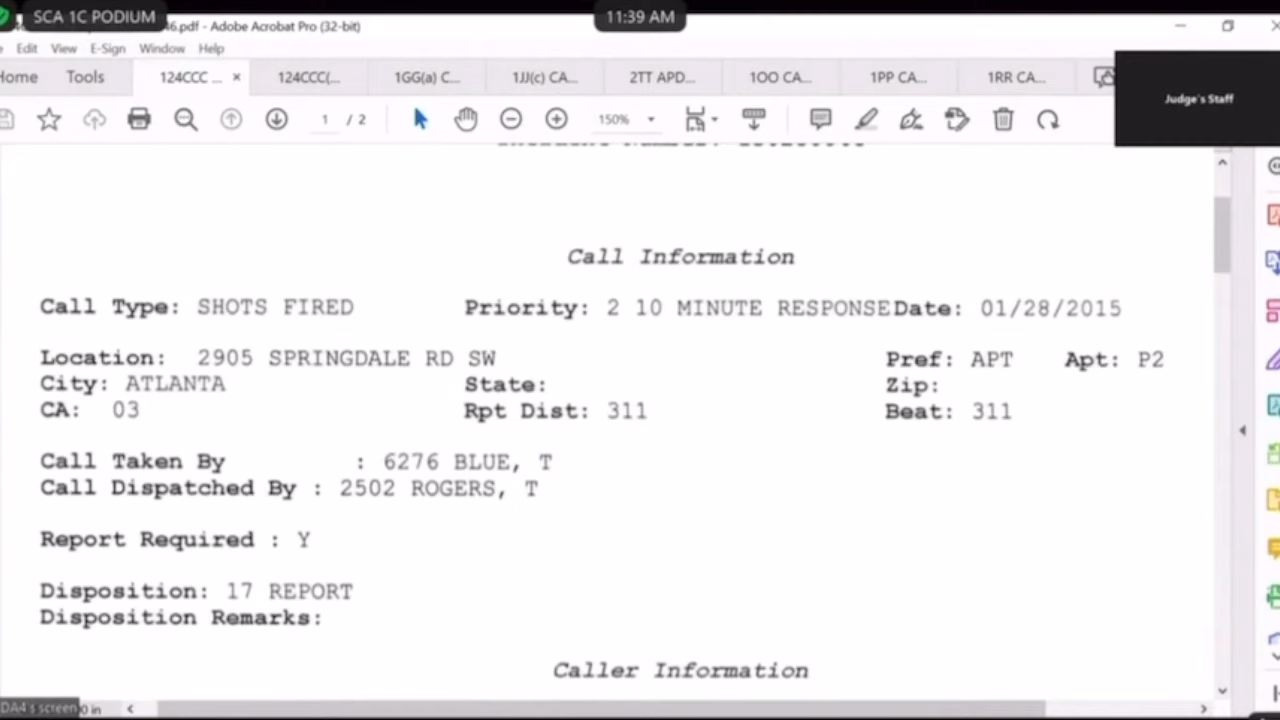 SCA 1C PODIUM
46.pdf - Adobe Acrobat Pro (32-bit)
11:39 AM
Edit View E-Sign Window Help
Home Tools 124CCC ... × 124CCC(... 1GG(a) C... 1JJ(c) CA... 2TT APD... 1OO CA... 1PP CA... 1RR CA...
Judge's Staff
1 / 2 150%
Call Information
Call Type: SHOTS FIRED Priority: 2 10 MINUTE RESPONSEDate: 01/28/2015
Location: 2905 SPRINGDALE RD SW Pref: APT Apt: P2
City: ATLANTA State: Zip:
CA: 03 Rpt Dist: 311 Beat: 311
Call Taken By : 6276 BLUE, T
Call Dispatched By : 2502 ROGERS, T
Report Required : Y
Disposition: 17 REPORT
Disposition Remarks:
Caller Information
DA4's screen 0 in